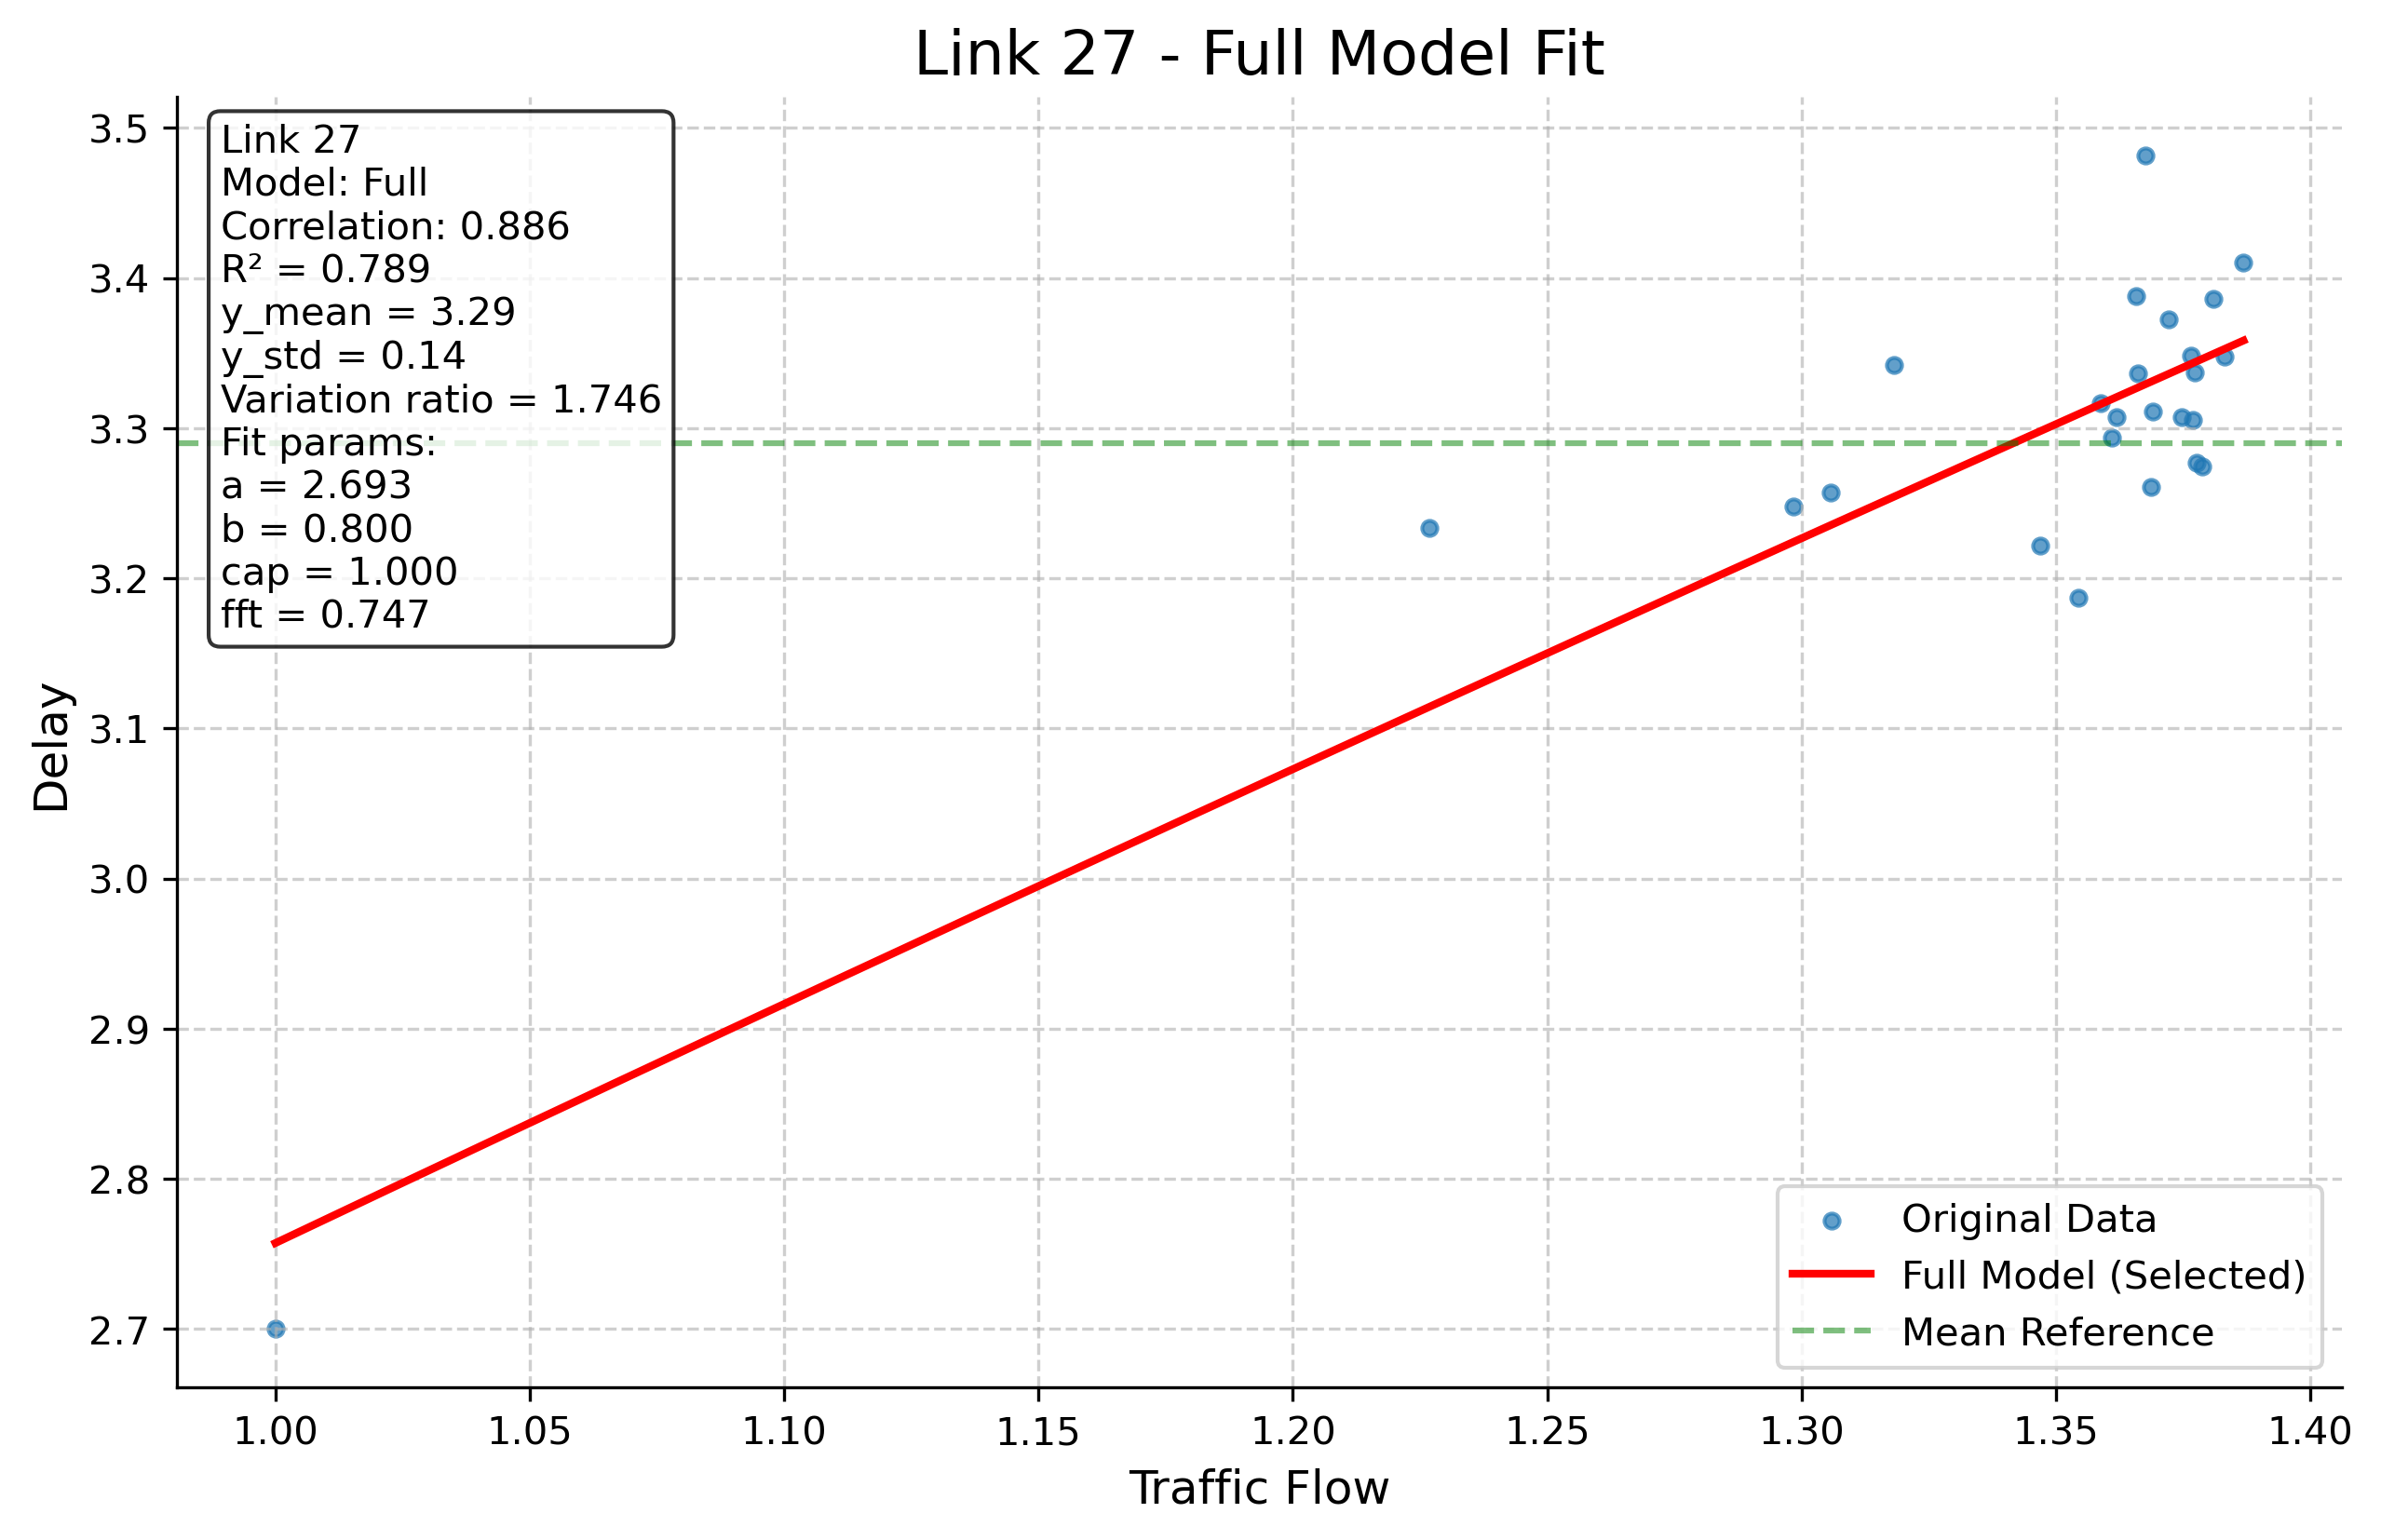 Link 27 - Full Model Fit
Link 27
Model: Full
Correlation: 0.886
R² = 0.789
y_mean = 3.29
y_std = 0.14
Variation ratio = 1.746
Fit params:
a = 2.693
b = 0.800
cap = 1.000
fft = 0.747
3.5
3.4
3.3
3.2
3.1
3.0
2.9
2.8
2.7
Delay
Original Data
Full Model (Selected)
Mean Reference
1.00 1.05 1.10 1.15 1.20 1.25 1.30 1.35 1.40
Traffic Flow